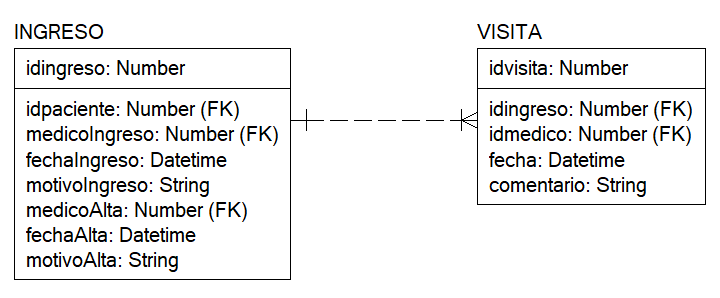 INGRESO
idingreso: Number
idpaciente: Number (FK)
medicoIngreso: Number (FK)
fechaIngreso: Datetime
motivoIngreso: String
medicoAlta: Number (FK)
fechaAlta: Datetime
motivoAlta: String
VISITA
idvisita: Number
idingreso: Number (FK)
idmedico: Number (FK)
fecha: Datetime
comentario: String